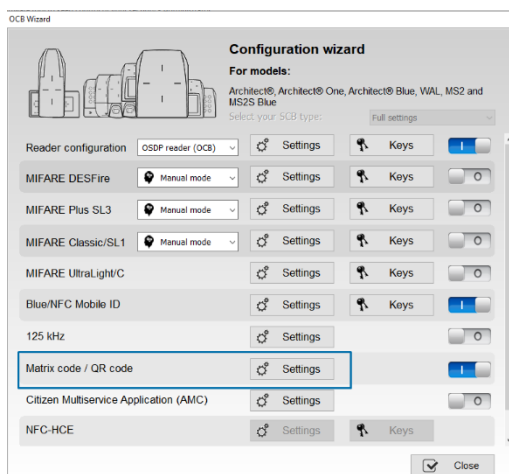 OCB Wizard
Configuration wizard
For models:
Architect®, Architect® One, Architect® Blue, WAL, MS2 and
MS2S Blue
Select your SCB type: Full settings
Reader configuration OSDP reader (OCB) Settings Keys I
MIFARE DESFire Manual mode Settings Keys O
MIFARE Plus SL3 Manual mode Settings Keys O
MIFARE Classic/SL1 Manual mode Settings Keys O
MIFARE UltraLight/C Settings Keys O
Blue/NFC Mobile ID Settings Keys I
125 kHz Settings O
Matrix code / QR code Settings I
Citizen Multiservice Application (AMC) Settings O
NFC-HCE Settings Keys
Close